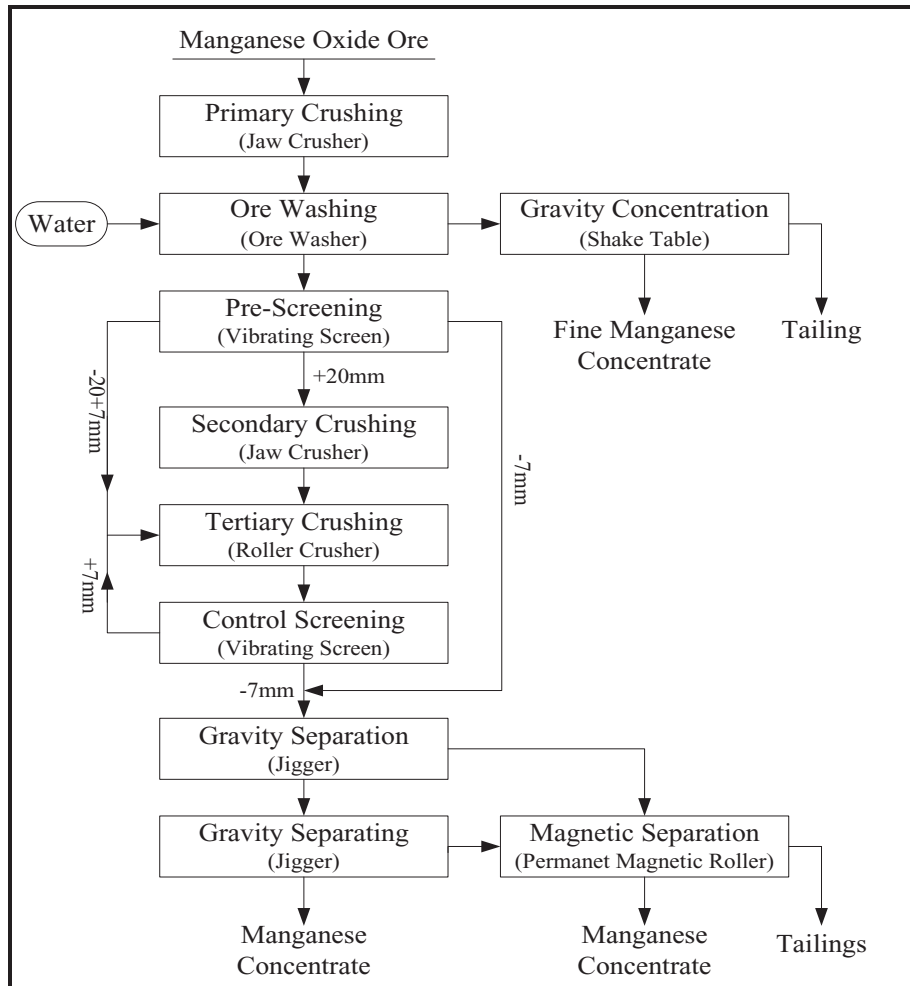 Manganese Oxide Ore
Primary Crushing
(Jaw Crusher)
Water
Ore Washing
(Ore Washer)
Gravity Concentration
(Shake Table)
Pre-Screening
(Vibrating Screen)
Fine Manganese
Concentrate
Tailing
-20+7mm
+20mm
-7mm
Secondary Crushing
(Jaw Crusher)
Tertiary Crushing
(Roller Crusher)
+7mm
Control Screening
(Vibrating Screen)
-7mm
Gravity Separation
(Jigger)
Gravity Separating
(Jigger)
Magnetic Separation
(Permanet Magnetic Roller)
Manganese
Concentrate
Manganese
Concentrate
Tailings